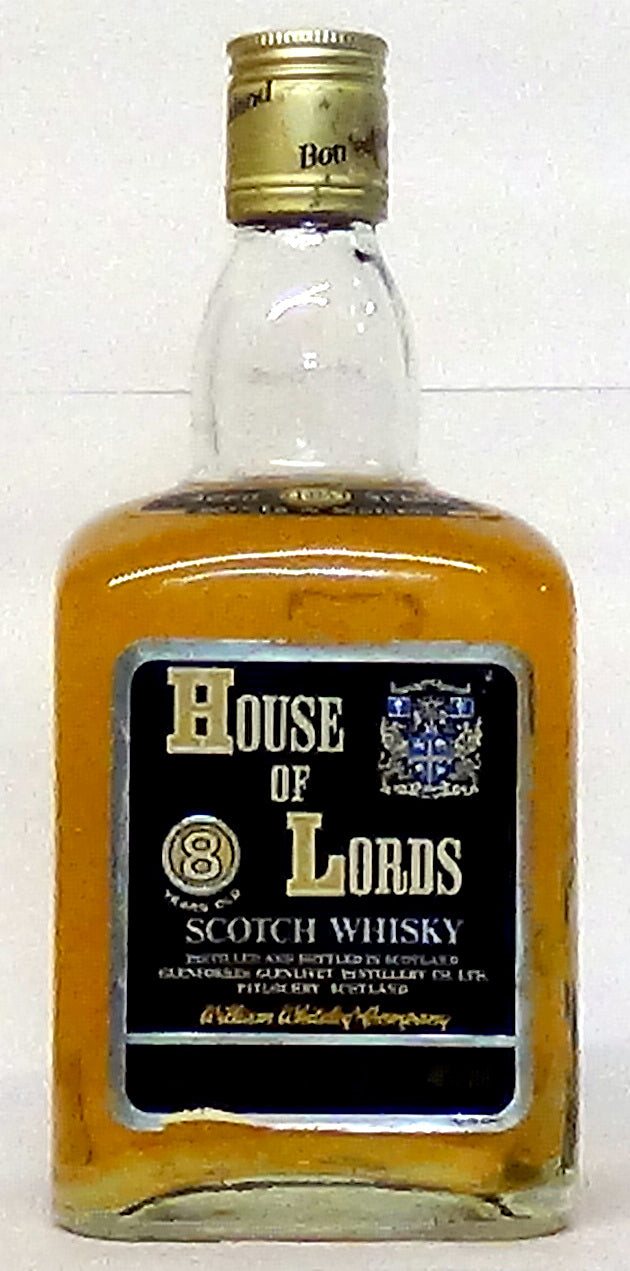 Bott
HOUSE
OF
LORDS
8
YEARS OLD
SCOTCH WHISKY
DISTILLED AND BOTTLED IN SCOTLAND
GLENFORRES GLENLIVET DISTILLERY CO. LTD.
PITLOCHRY SCOTLAND
William Whiteley Company